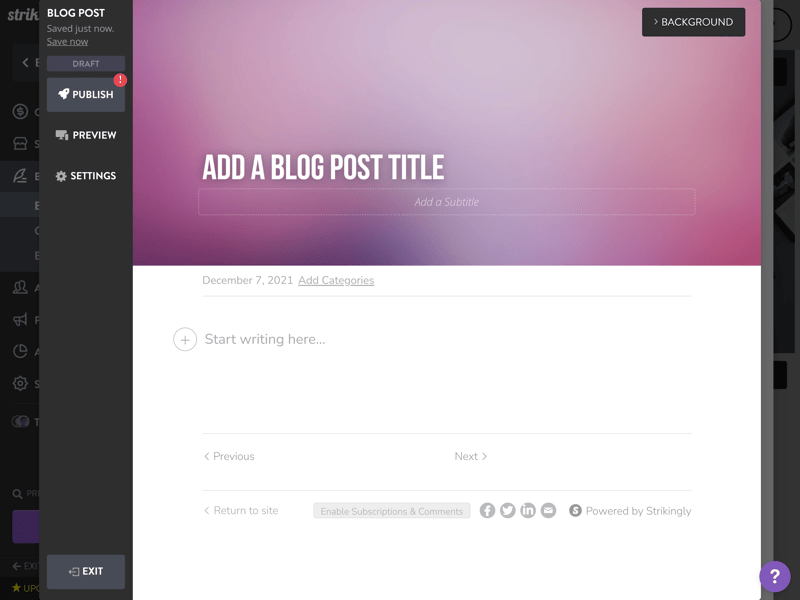 strik
BLOG POST
Saved just now.
Save now
DRAFT
PUBLISH
!
PREVIEW
SETTINGS
EXIT
BACKGROUND
ADD A BLOG POST TITLE
Add a Subtitle
December 7, 2021 Add Categories
Start writing here...
Previous
Next
Return to site
Enable Subscriptions & Comments
S Powered by Strikingly
?